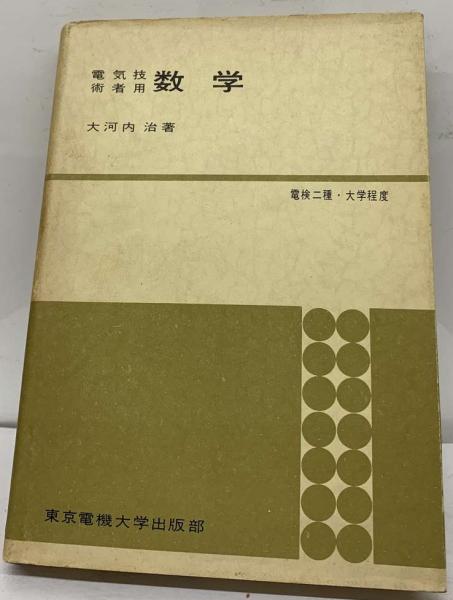 電気技術者用 数学
大河内 治著
電検二種・大学程度
東京電機大学出版部